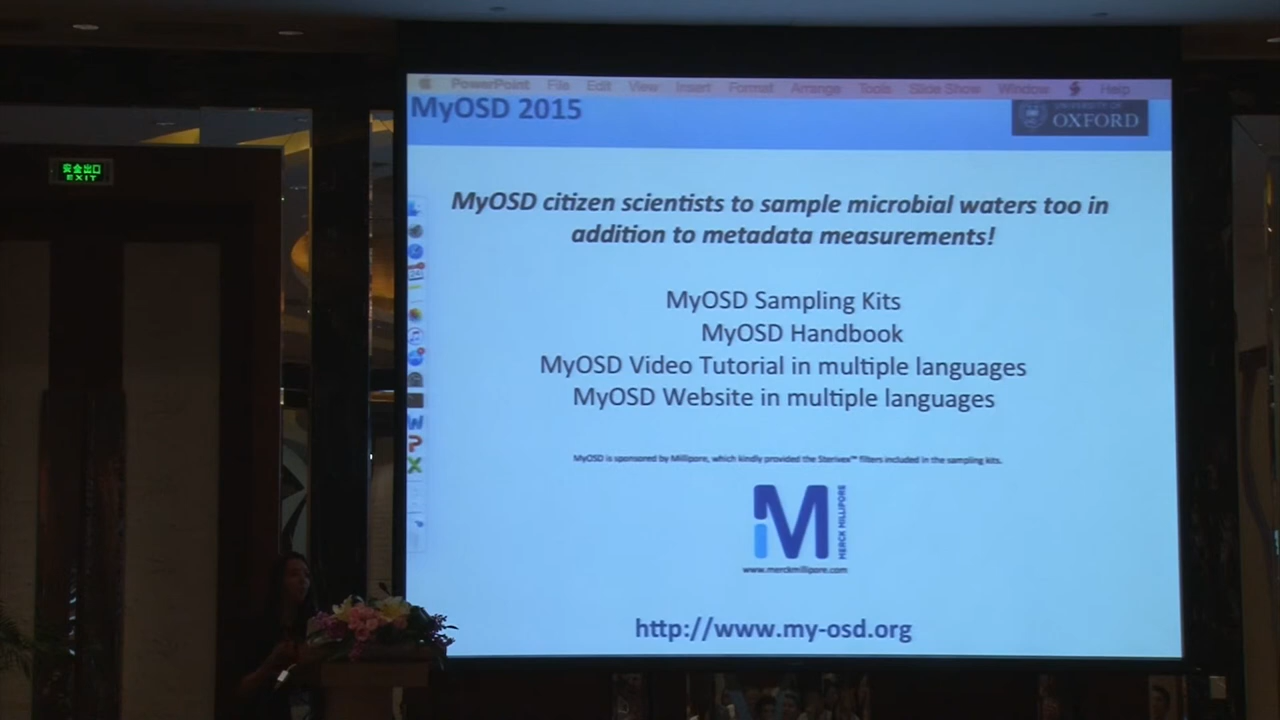 PowerPoint File Edit View Insert Format Arrange Tools Slide Show Window Help
MyOSD 2015
UNIVERSITY OF
OXFORD
安全出口
EXIT
MyOSD citizen scientists to sample microbial waters too in
addition to metadata measurements!
MyOSD Sampling Kits
MyOSD Handbook
MyOSD Video Tutorial in multiple languages
MyOSD Website in multiple languages
MyOSD is sponsored by Millipore, which kindly provided the Sterivex™ filters included in the sampling kits.
M
MERCK MILLIPORE
www.merckmillipore.com
http://www.my-osd.org